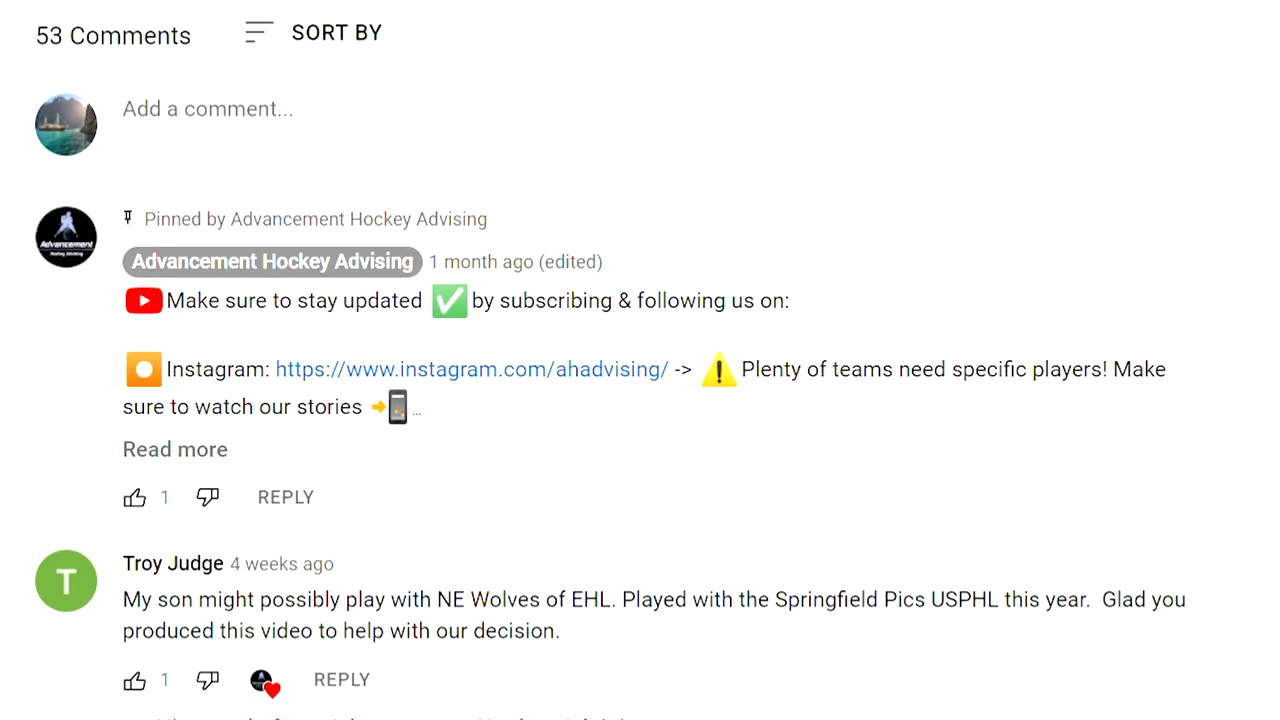 53 Comments
SORT BY
Add a comment...
Pinned by Advancement Hockey Advising
Advancement Hockey Advising 1 month ago (edited)
Make sure to stay updated ✅ by subscribing & following us on:
Instagram: https://www.instagram.com/ahadvising/ -> ⚠️ Plenty of teams need specific players! Make
sure to watch our stories ...
Read more
1
REPLY
T
Troy Judge 4 weeks ago
My son might possibly play with NE Wolves of EHL. Played with the Springfield Pics USPHL this year. Glad you
produced this video to help with our decision.
1
REPLY